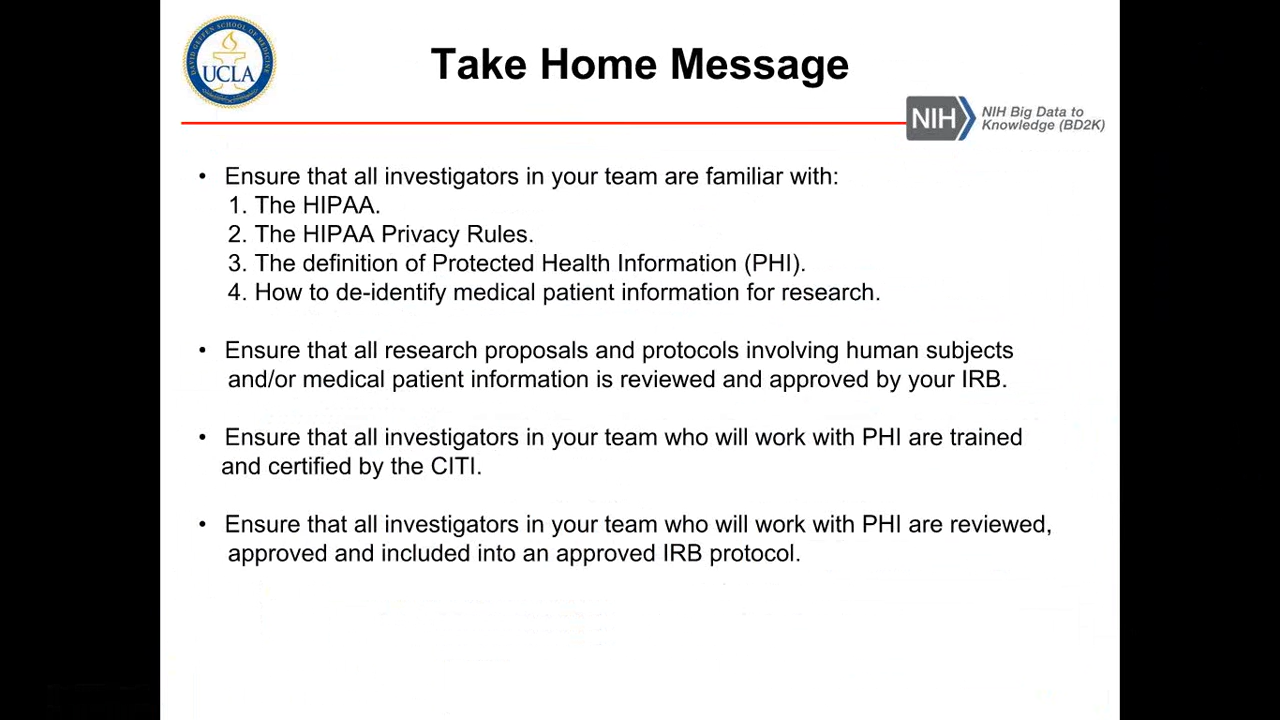 DAVID GEFFEN SCHOOL OF MEDICINE
UCLA
Take Home Message
NIH
NIH Big Data to
Knowledge (BD2K)
• Ensure that all investigators in your team are familiar with:
1. The HIPAA.
2. The HIPAA Privacy Rules.
3. The definition of Protected Health Information (PHI).
4. How to de-identify medical patient information for research.
• Ensure that all research proposals and protocols involving human subjects
and/or medical patient information is reviewed and approved by your IRB.
• Ensure that all investigators in your team who will work with PHI are trained
and certified by the CITI.
• Ensure that all investigators in your team who will work with PHI are reviewed,
approved and included into an approved IRB protocol.